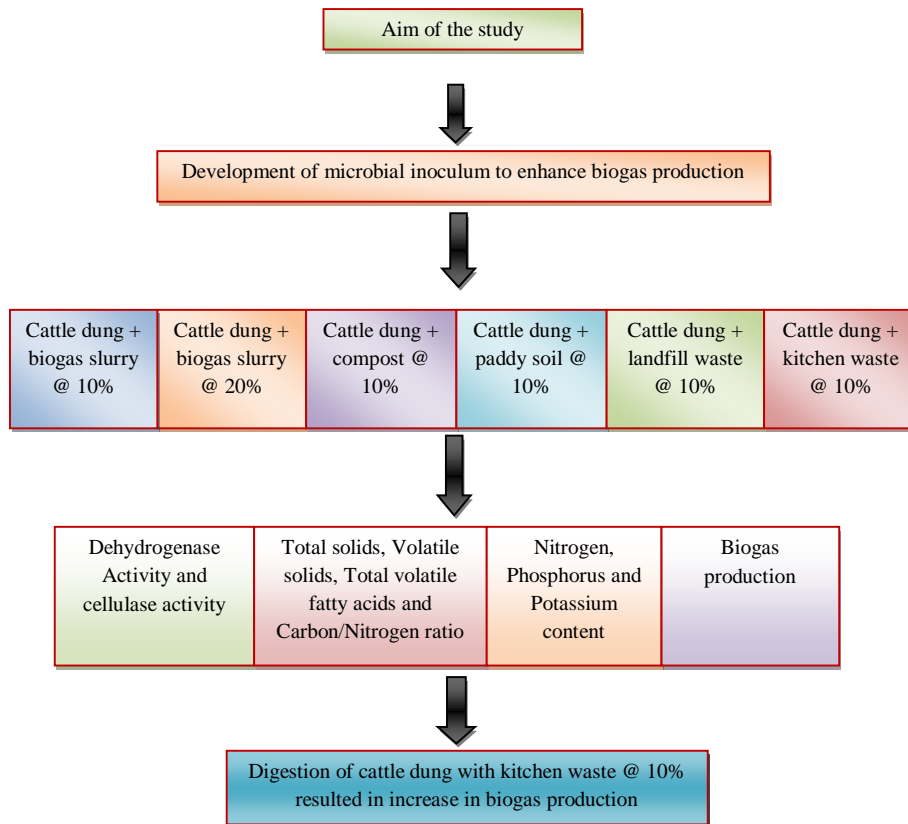 Aim of the study
Development of microbial inoculum to enhance biogas production
Cattle dung +
biogas slurry
@ 10%
Cattle dung +
biogas slurry
@ 20%
Cattle dung +
compost @
10%
Cattle dung +
paddy soil @
10%
Cattle dung +
landfill waste
@ 10%
Cattle dung +
kitchen waste
@ 10%
Dehydrogenase
Activity and
cellulase activity
Total solids, Volatile
solids, Total volatile
fatty acids and
Carbon/Nitrogen ratio
Nitrogen,
Phosphorus and
Potassium
content
Biogas
production
Digestion of cattle dung with kitchen waste @ 10%
resulted in increase in biogas production